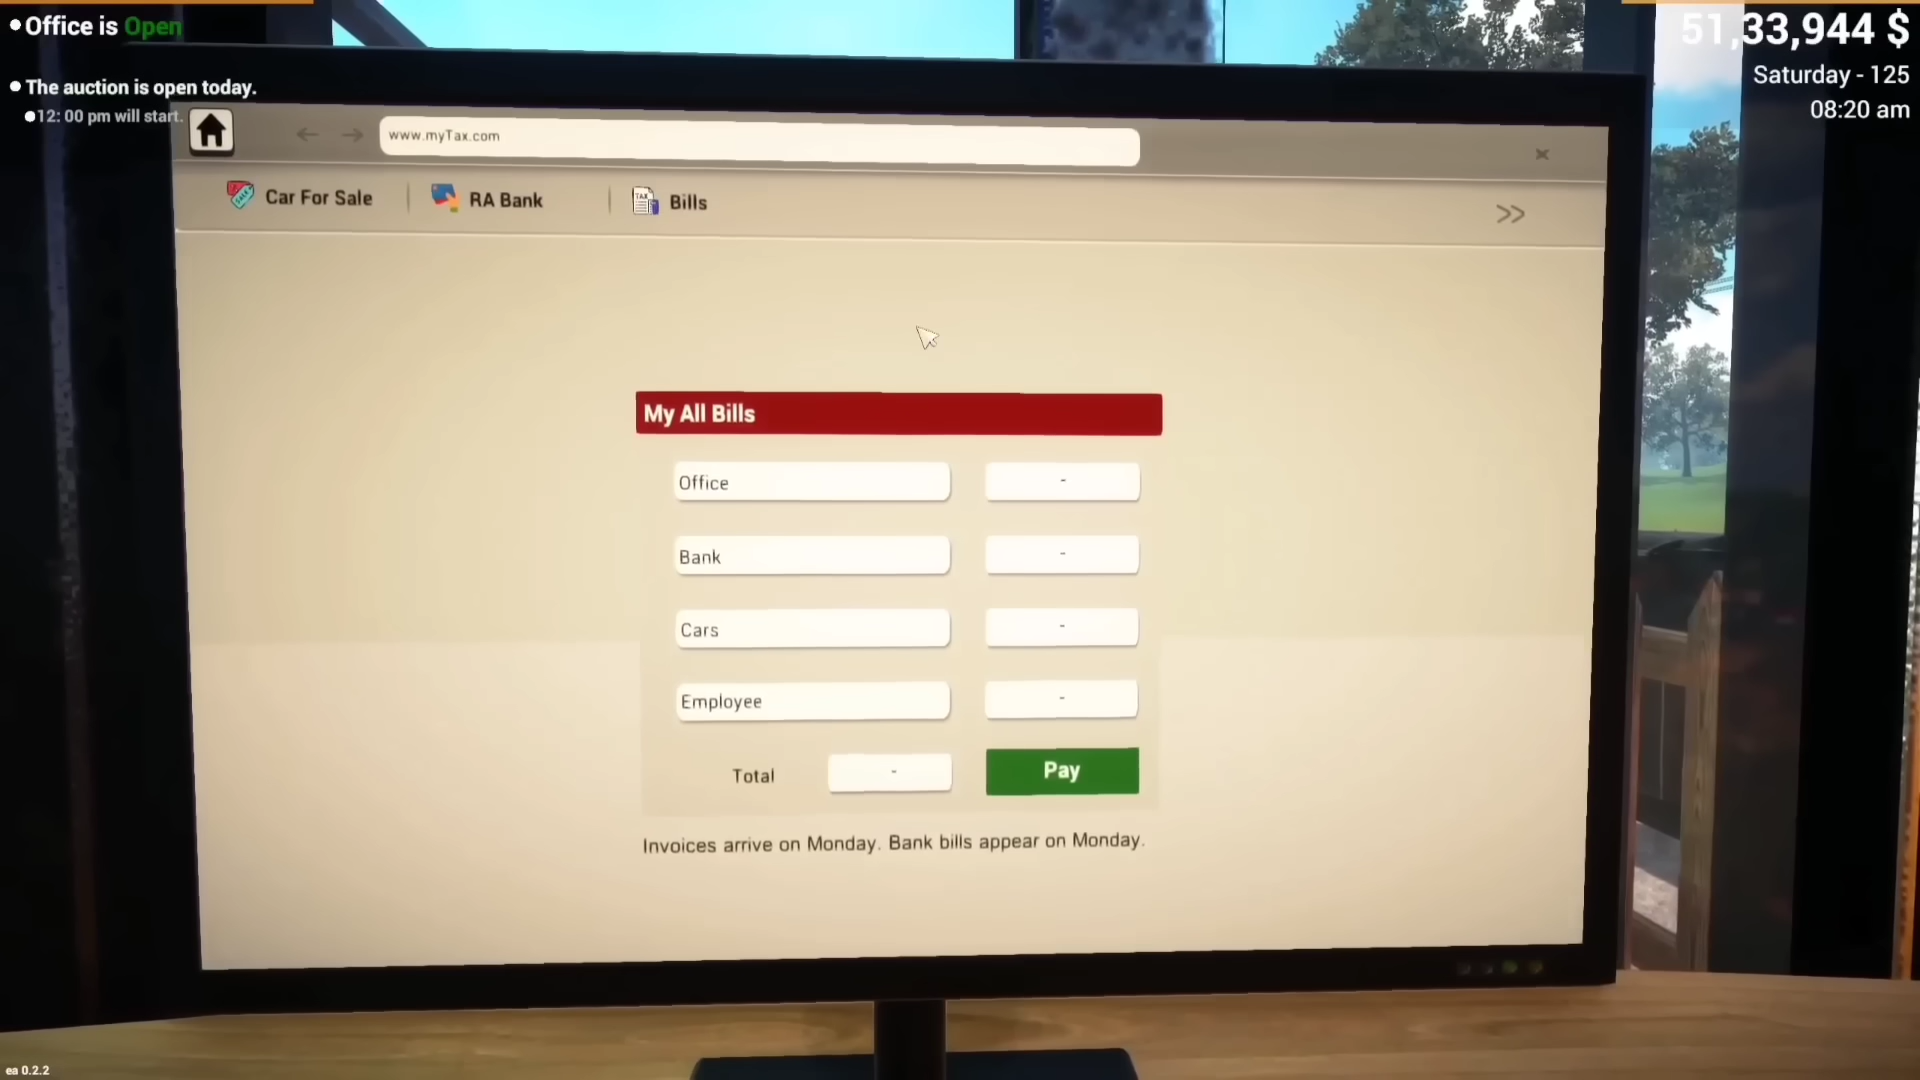 Office is Open
The auction is open today.
12: 00 pm will start.
51,33,944 $
Saturday - 125
08:20 am
www.myTax.com
×
Car For Sale
RA Bank
TAX
Bills
>>
My All Bills
Office -
Bank -
Cars -
Employee -
Total - Pay
Invoices arrive on Monday. Bank bills appear on Monday.
ea 0.2.2